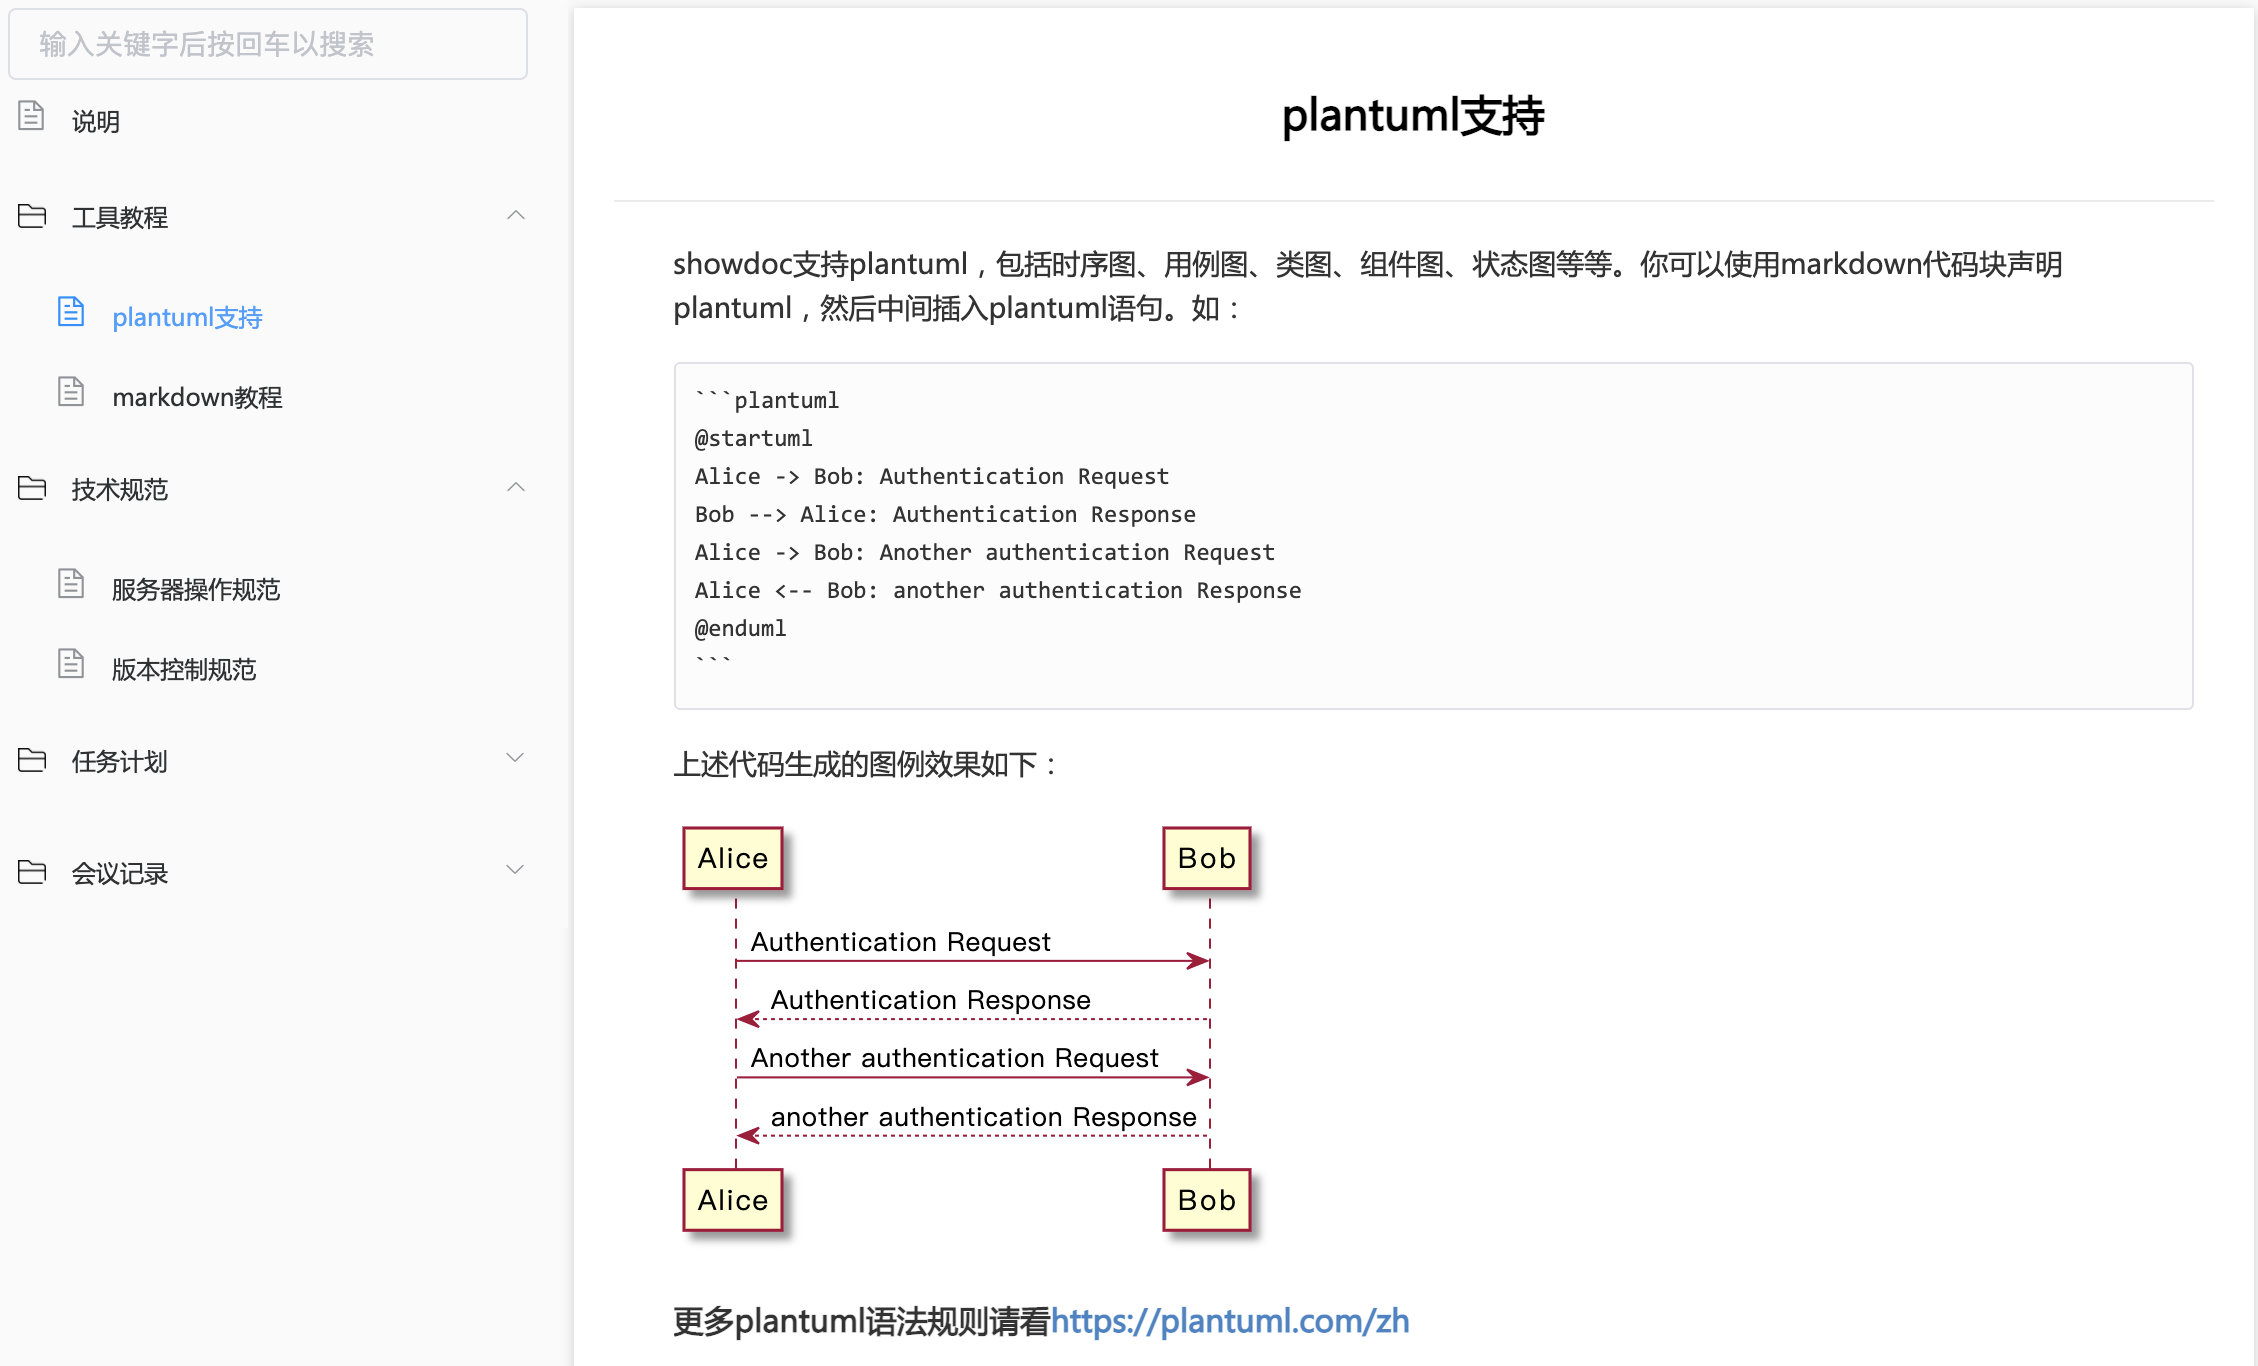 输入关键字后按回车以搜索
说明
工具教程
plantuml支持
markdown教程
技术规范
服务器操作规范
版本控制规范
任务计划
会议记录
plantuml支持
showdoc支持plantuml，包括时序图、用例图、类图、组件图、状态图等等。你可以使用markdown代码块声明
plantuml，然后中间插入plantuml语句。如：
```plantuml
@startuml
Alice -> Bob: Authentication Request
Bob --> Alice: Authentication Response
Alice -> Bob: Another authentication Request
Alice <-- Bob: another authentication Response
@enduml
```
上述代码生成的图例效果如下：
Alice Bob
Authentication Request
Authentication Response
Another authentication Request
another authentication Response
Alice Bob
更多plantuml语法规则请看https://plantuml.com/zh